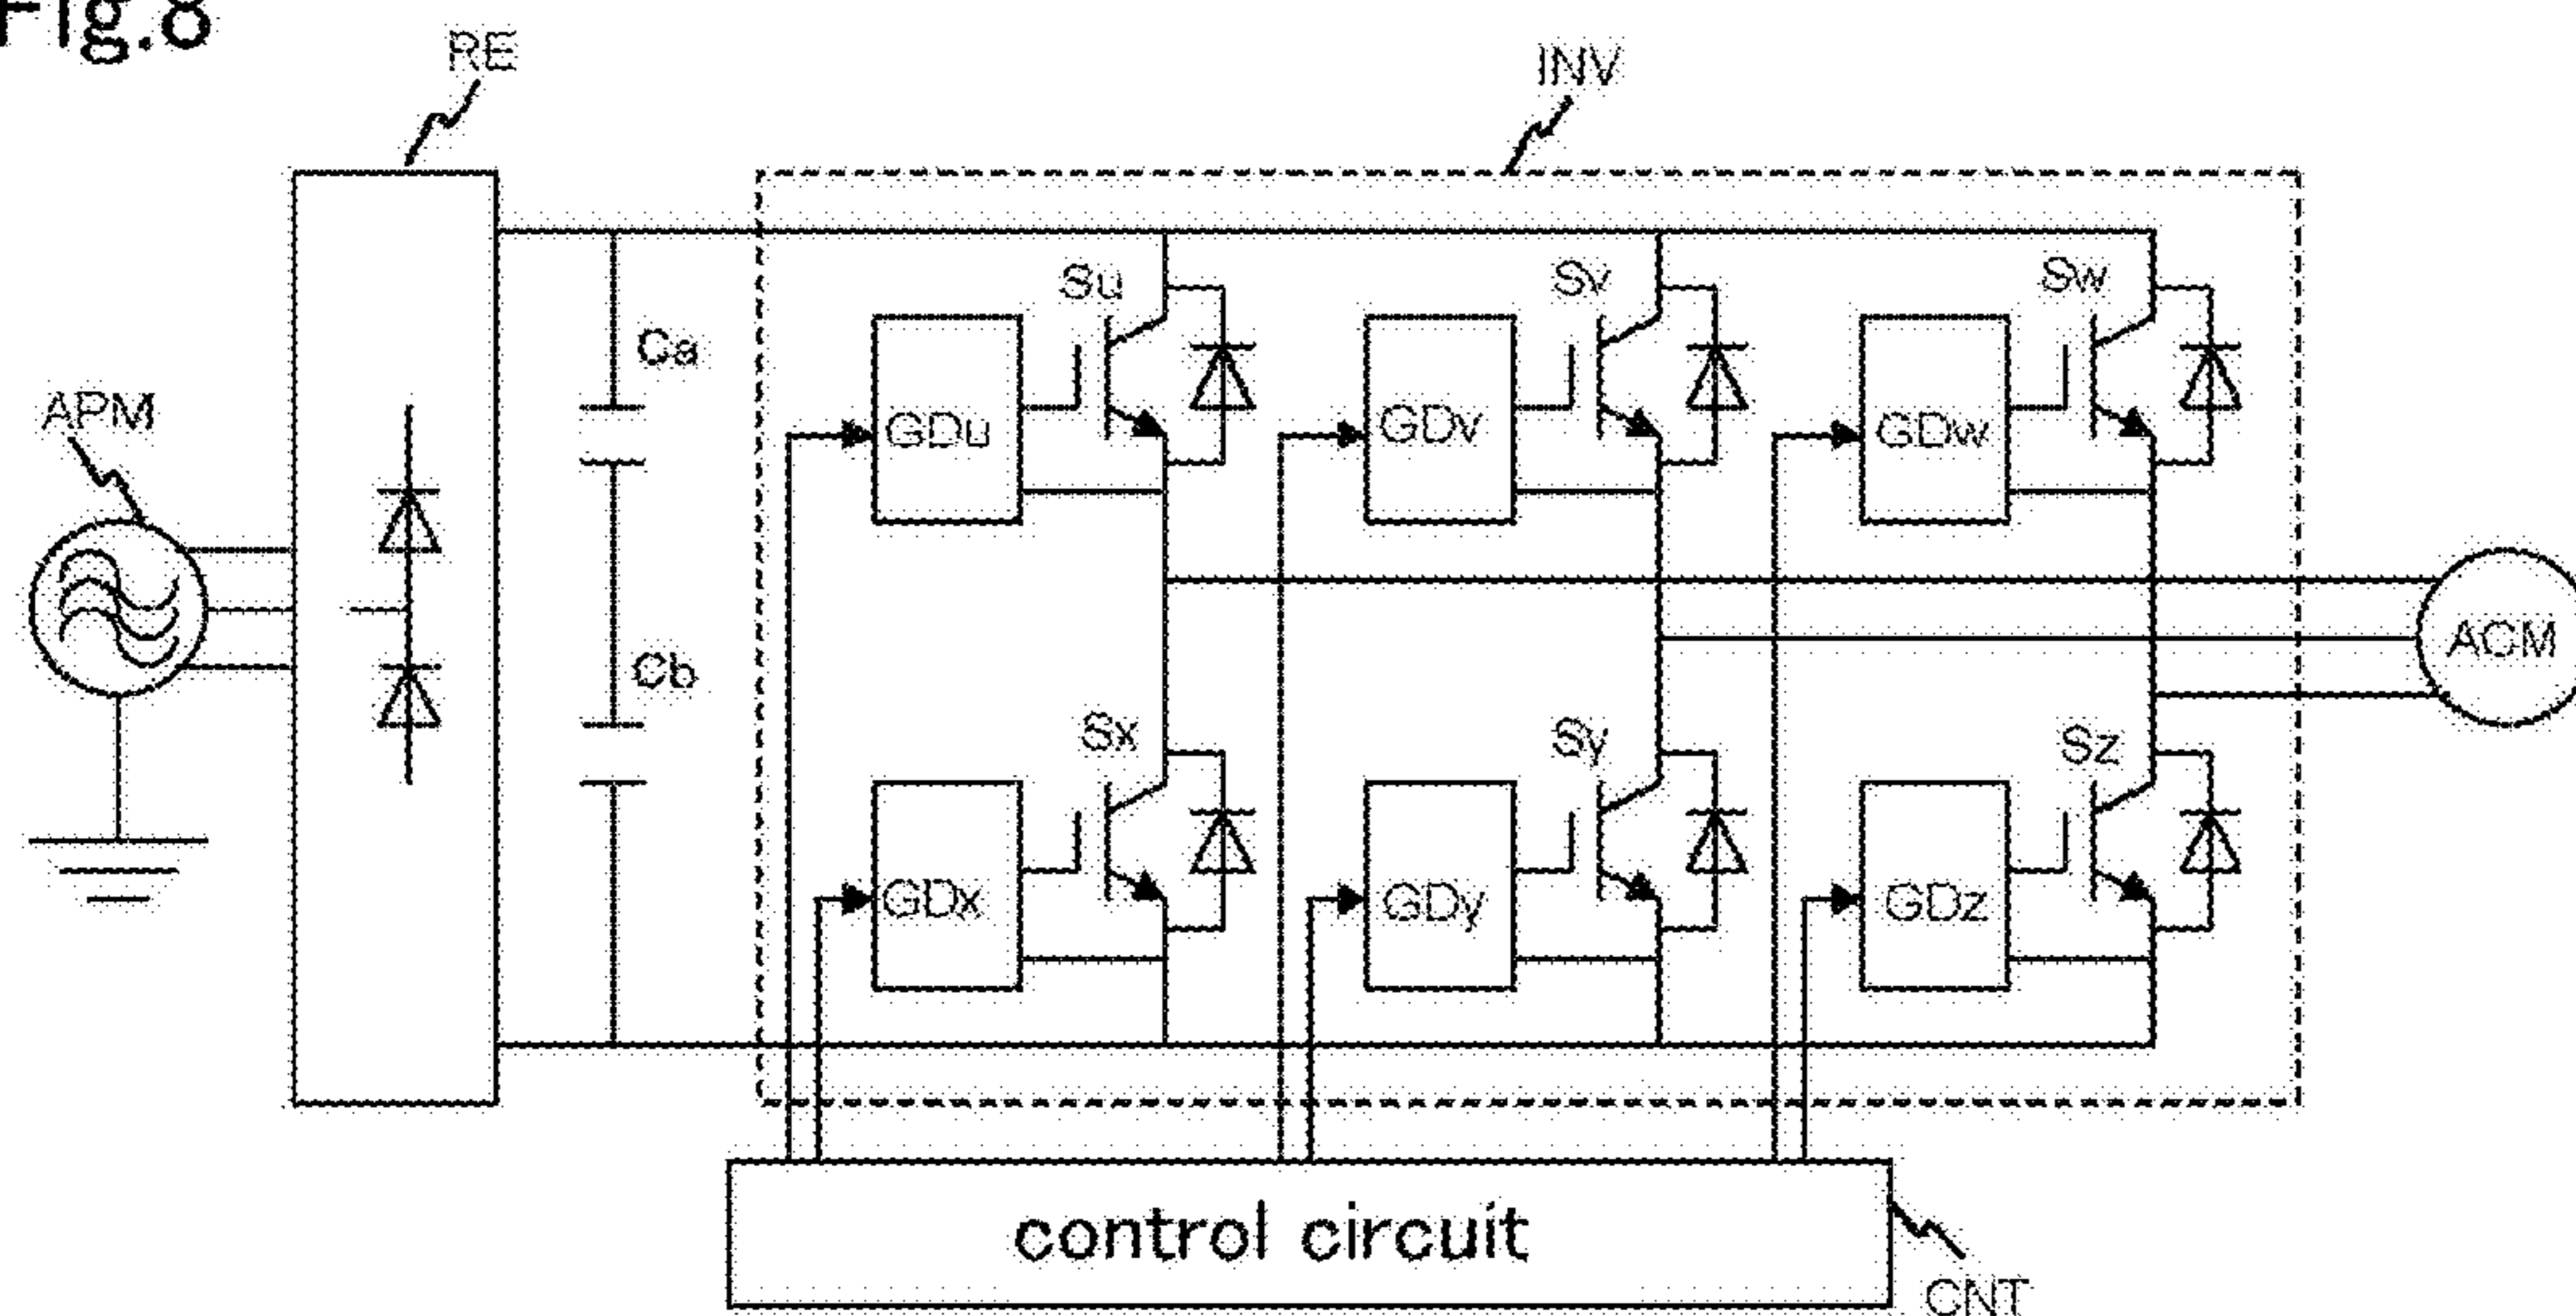 Fig.8
RE
INV
APM
Ca
Cb
Su
Sv
Sw
GDu
GDv
GDw
ACM
Sx
Sy
Sz
GDx
GDy
GDz
control circuit
CNT